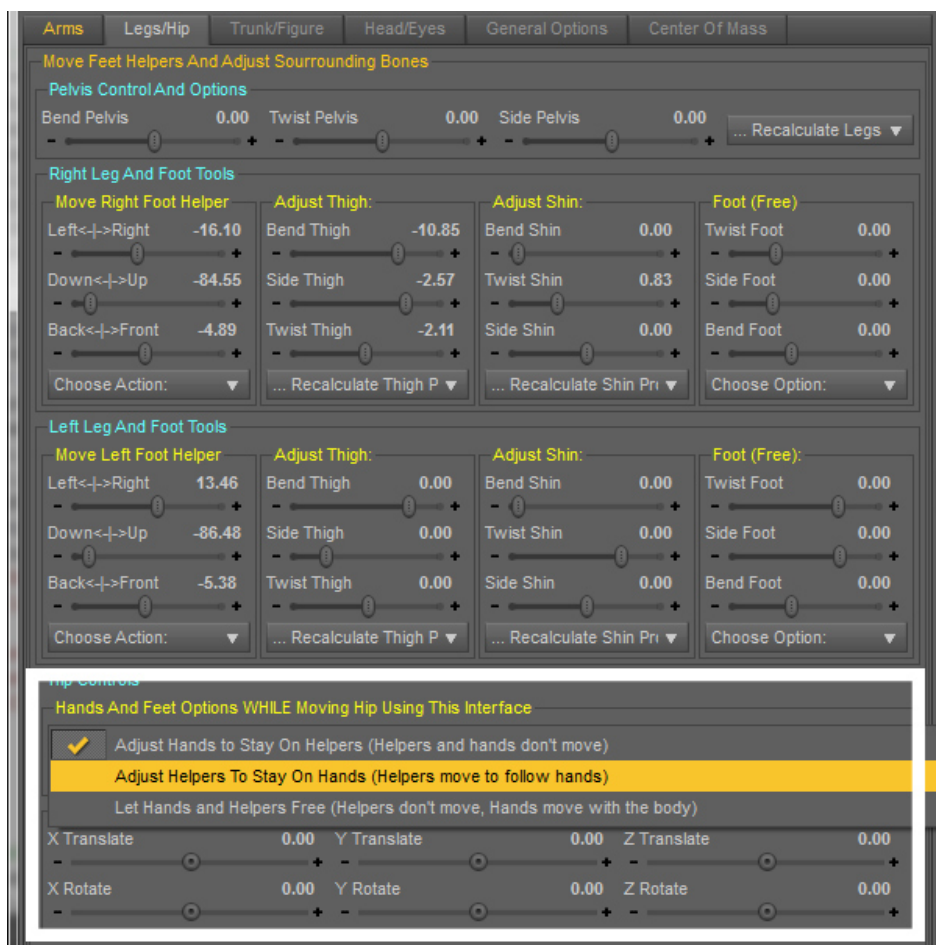 Arms Legs/Hip Trunk/Figure Head/Eyes General Options Center Of Mass
Move Feet Helpers And Adjust Sourrounding Bones
Pelvis Control And Options
Bend Pelvis 0.00 Twist Pelvis 0.00 Side Pelvis 0.00
... Recalculate Legs
Right Leg And Foot Tools
Move Right Foot Helper Adjust Thigh: Adjust Shin: Foot (Free)
Left<-|->Right -16.10 Bend Thigh -10.85 Bend Shin 0.00 Twist Foot 0.00
Down<-|->Up -84.55 Side Thigh -2.57 Twist Shin 0.83 Side Foot 0.00
Back<-|->Front -4.89 Twist Thigh -2.11 Side Shin 0.00 Bend Foot 0.00
Choose Action: ... Recalculate Thigh P ... Recalculate Shin Pr Choose Option:
Left Leg And Foot Tools
Move Left Foot Helper Adjust Thigh: Adjust Shin: Foot (Free):
Left<-|->Right 13.46 Bend Thigh 0.00 Bend Shin 0.00 Twist Foot 0.00
Down<-|->Up -86.48 Side Thigh 0.00 Twist Shin 0.00 Side Foot 0.00
Back<-|->Front -5.38 Twist Thigh 0.00 Side Shin 0.00 Bend Foot 0.00
Choose Action: ... Recalculate Thigh P ... Recalculate Shin Pr Choose Option:
Hip Controls
Hands And Feet Options WHILE Moving Hip Using This Interface
Adjust Hands to Stay On Helpers (Helpers and hands don't move)
Adjust Helpers To Stay On Hands (Helpers move to follow hands)
Let Hands and Helpers Free (Helpers don't move, Hands move with the body)
X Translate 0.00 Y Translate 0.00 Z Translate 0.00
X Rotate 0.00 Y Rotate 0.00 Z Rotate 0.00